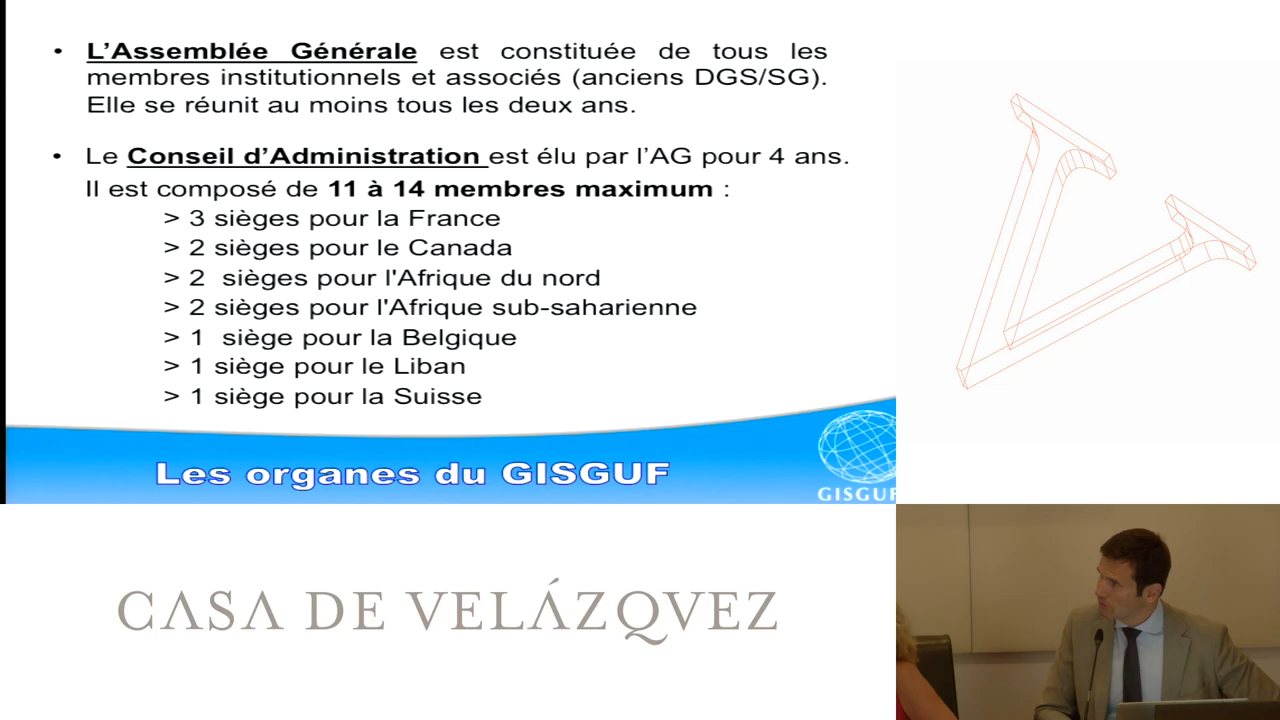 • L’Assemblée Générale est constituée de tous les
membres institutionnels et associés (anciens DGS/SG).
Elle se réunit au moins tous les deux ans.
• Le Conseil d’Administration est élu par l’AG pour 4 ans.
Il est composé de 11 à 14 membres maximum :
> 3 sièges pour la France
> 2 sièges pour le Canada
> 2 sièges pour l'Afrique du nord
> 2 sièges pour l'Afrique sub-saharienne
> 1 siège pour la Belgique
> 1 siège pour le Liban
> 1 siège pour la Suisse
Les organes du GISGUF
GISGUF
CASA DE VELÁZQVEZ